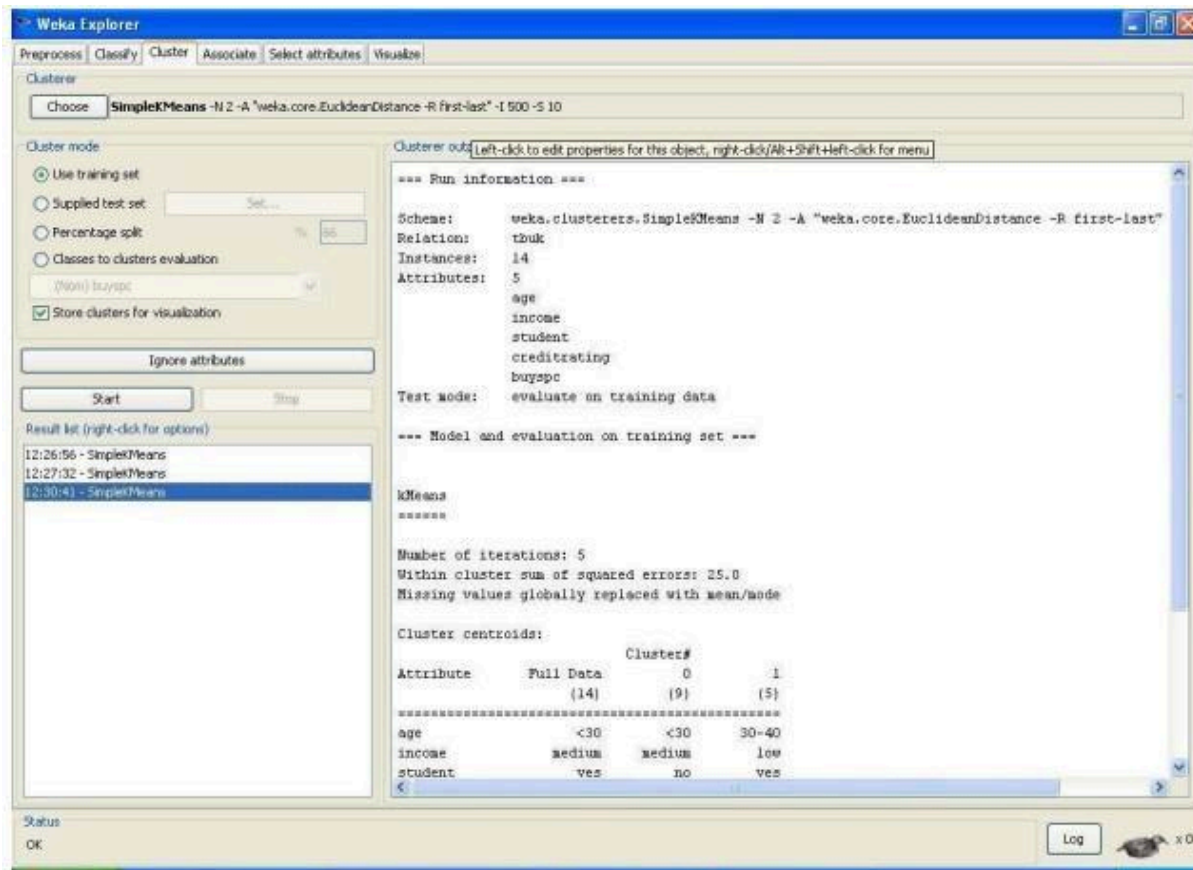 Weka Explorer
Preprocess Classify Cluster Associate Select attributes Visualize
Clusterer
Choose SimpleKMeans -N 2 -A "weka.core.EuclideanDistance -R first-last" -I 500 -S 10
Cluster mode
Use training set
Supplied test set Set...
Percentage split % 66
Classes to clusters evaluation
(Nom) buyspc
Store clusters for visualization
Ignore attributes
Start Stop
Result list (right-click for options)
12:26:56 - SimpleKMeans
12:27:32 - SimpleKMeans
12:30:41 - SimpleKMeans
Clusterer outp
Left-click to edit properties for this object, right-click/Alt+Shift+left-click for menu
=== Run information ===
Scheme: weka.clusterers.SimpleKMeans -N 2 -A "weka.core.EuclideanDistance -R first-last"
Relation: tbuk
Instances: 14
Attributes: 5
age
income
student
creditrating
buyspc
Test mode: evaluate on training data
=== Model and evaluation on training set ===
kMeans
======
Number of iterations: 5
Within cluster sum of squared errors: 25.0
Missing values globally replaced with mean/mode
Cluster centroids:
Cluster#
Attribute Full Data 0 1
(14) (9) (5)
================================================
age <30 <30 30-40
income medium medium low
student yes no yes
Status
OK
Log x 0